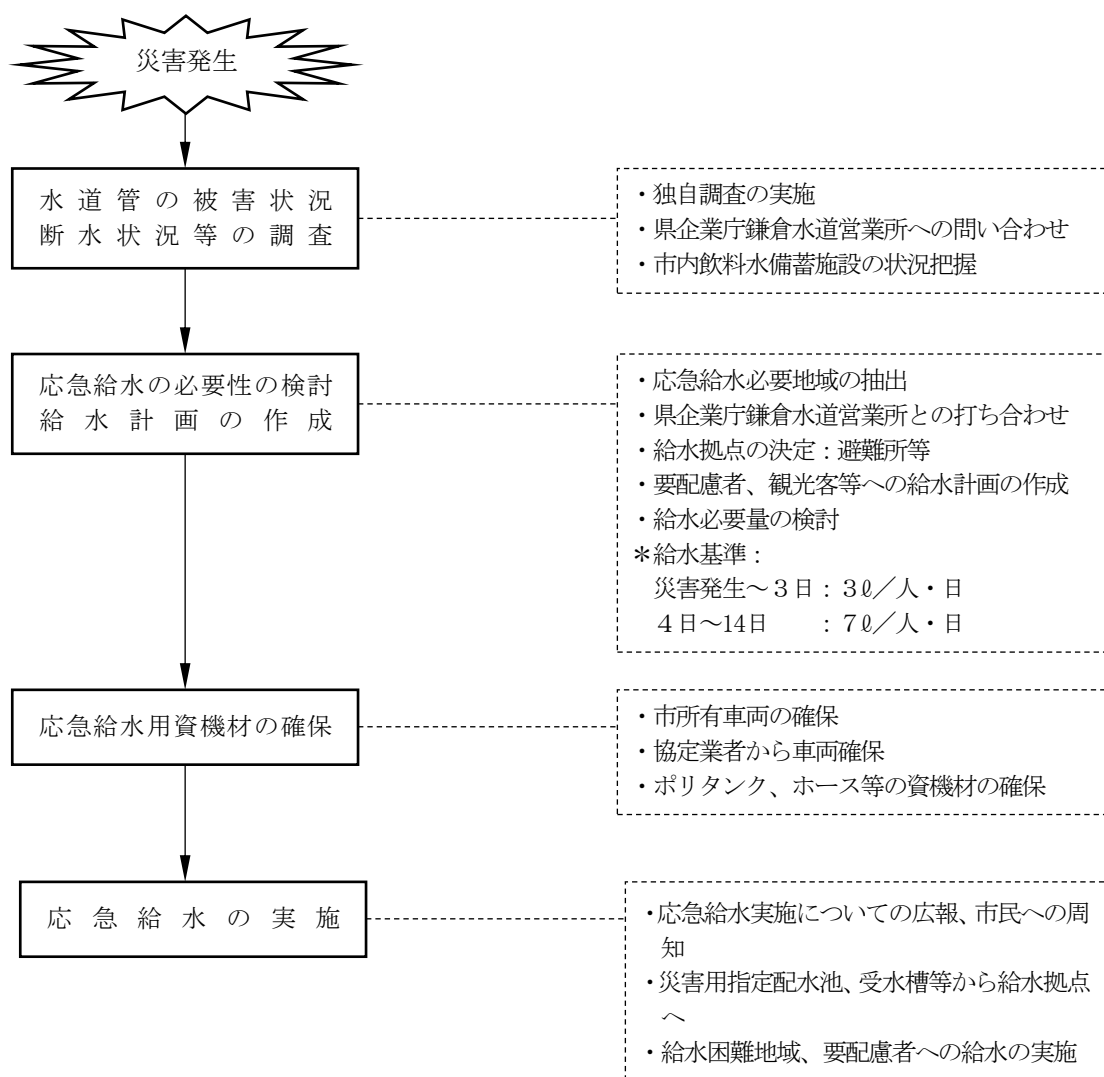 災害発生
水道管の被害状況
断水状況等の調査
・独自調査の実施
・県企業庁鎌倉水道営業所への問い合わせ
・市内飲料水備蓄施設の状況把握
応急給水の必要性の検討
給水計画の作成
・応急給水必要地域の抽出
・県企業庁鎌倉水道営業所との打ち合わせ
・給水拠点の決定：避難所等
・要配慮者、観光客等への給水計画の作成
・給水必要量の検討
＊給水基準：
災害発生～３日：３ℓ／人・日
４日～14日　　：７ℓ／人・日
応急給水用資機材の確保
・市所有車両の確保
・協定業者から車両確保
・ポリタンク、ホース等の資機材の確保
応急給水の実施
・応急給水実施についての広報、市民への周
知
・災害用指定配水池、受水槽等から給水拠点
へ
・給水困難地域、要配慮者への給水の実施